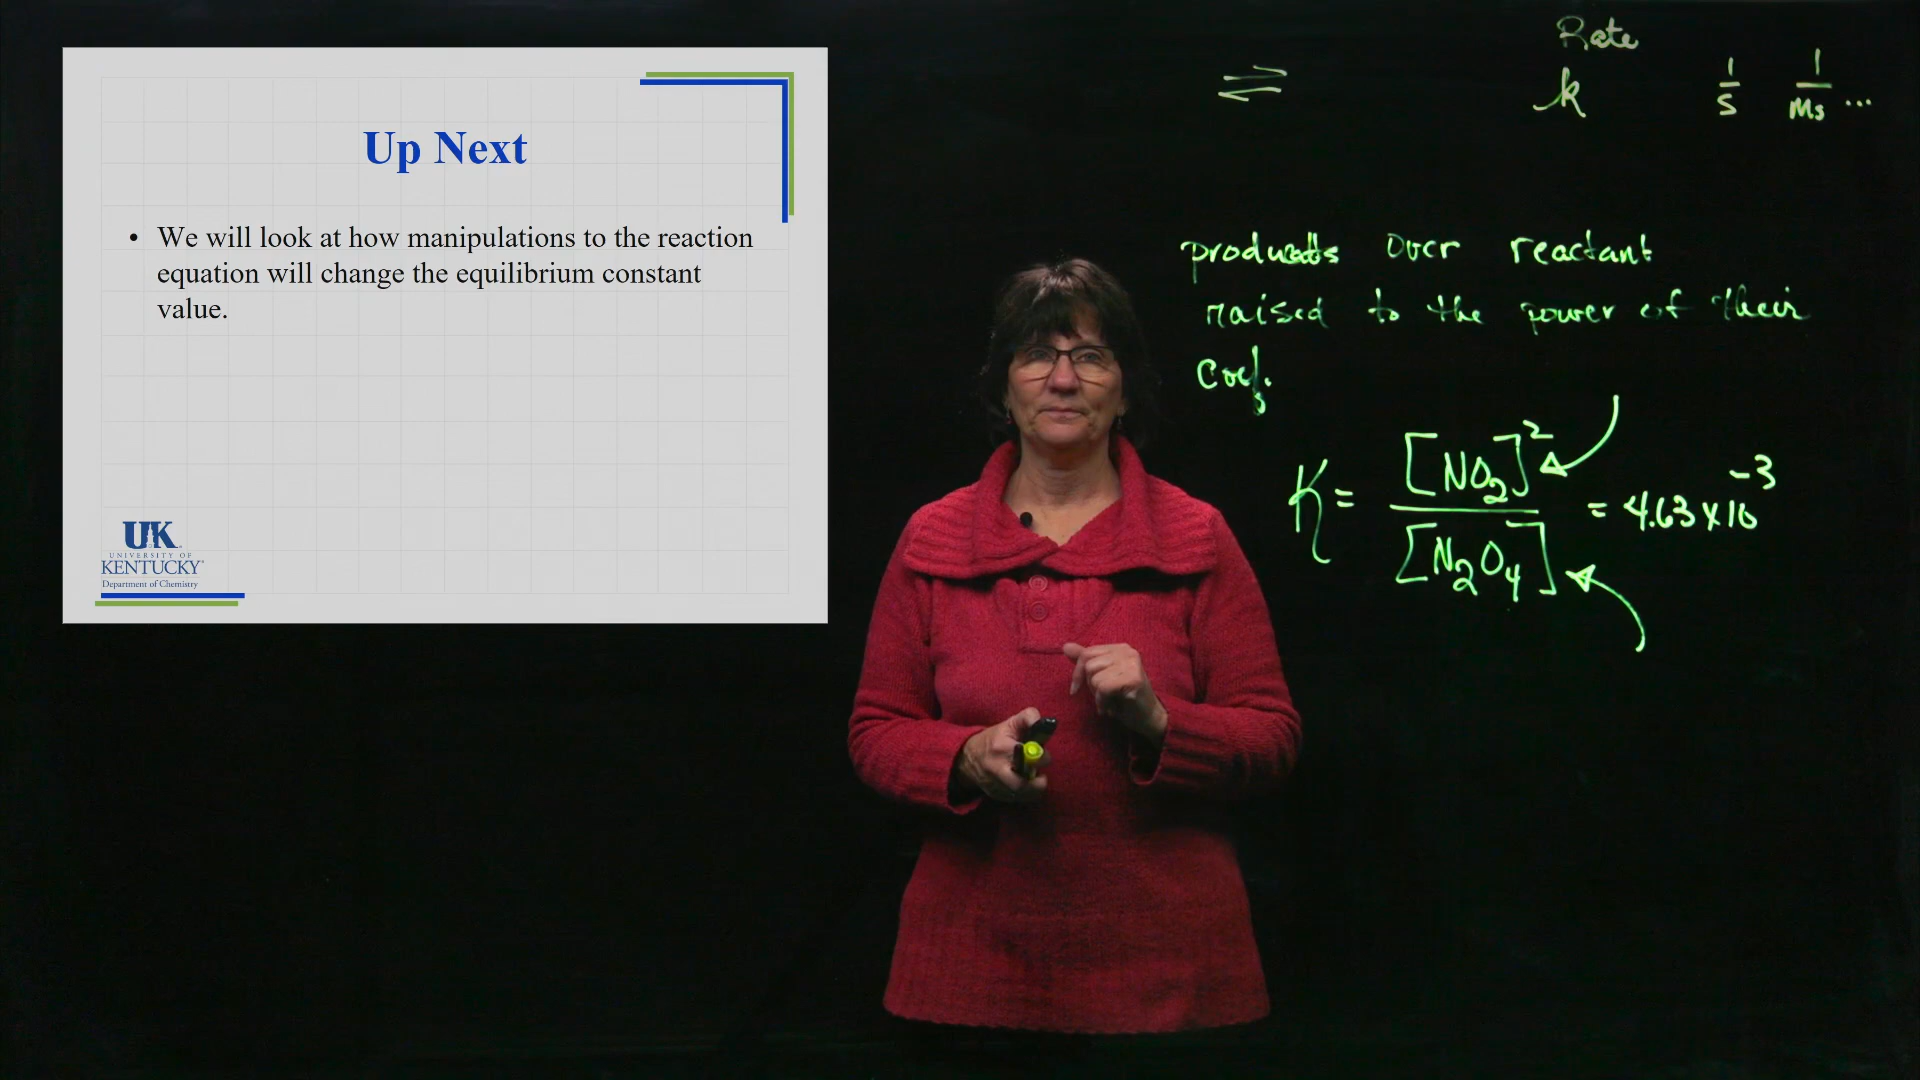 Up Next
• We will look at how manipulations to the reaction
equation will change the equilibrium constant
value.
UK
UNIVERSITY OF
KENTUCKY
Department of Chemistry
Rate
⇌ k 1/s 1/Ms ...
products over reactant
raised to the power of their
coef.
K = [NO₂]² / [N₂O₄] = 4.63 x 10⁻³